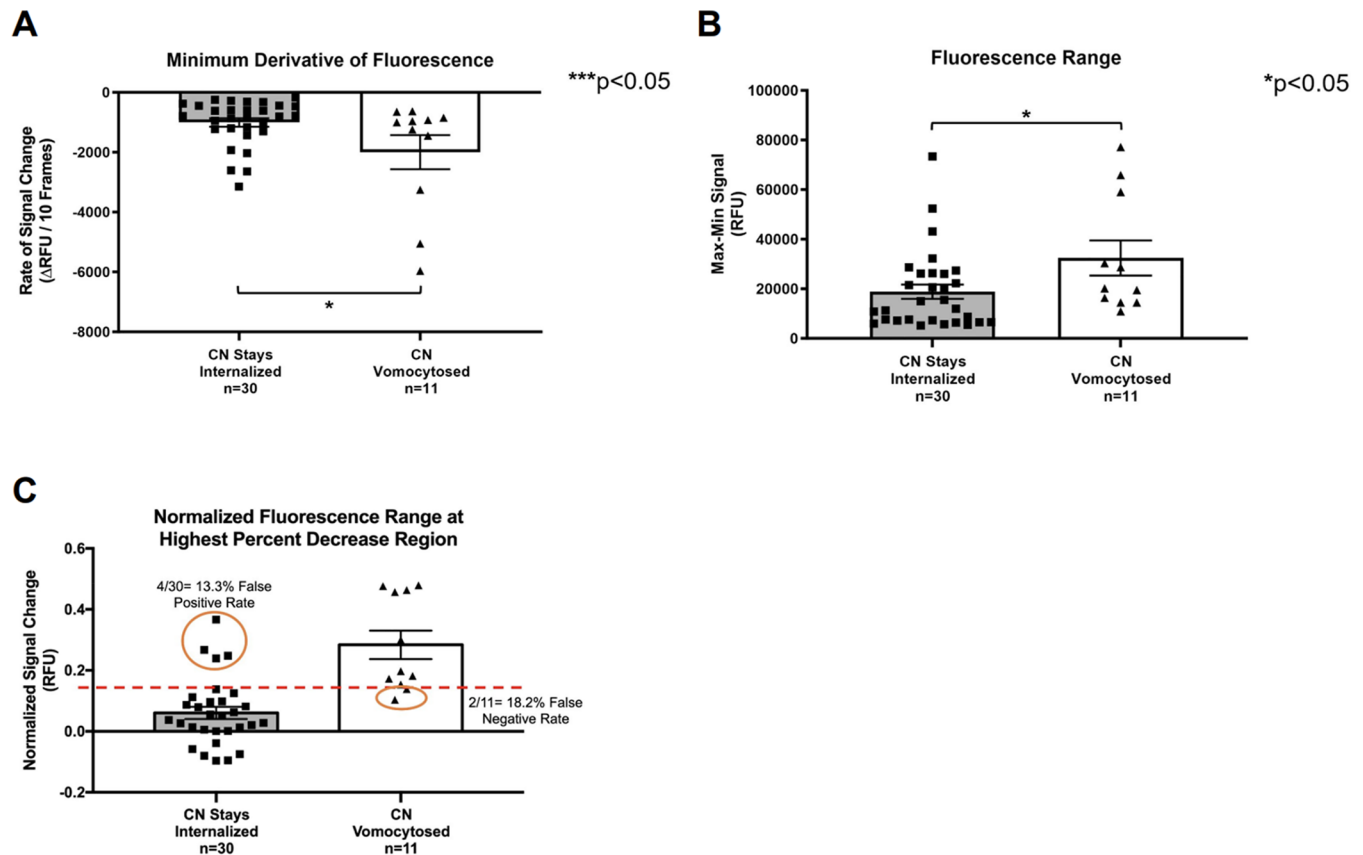 A
Minimum Derivative of Fluorescence
***p<0.05
Rate of Signal Change
(ΔRFU / 10 Frames)
0
-2000
-4000
-6000
-8000
*
CN Stays
Internalized
n=30
CN
Vomocytosed
n=11
B
Fluorescence Range
*p<0.05
Max-Min Signal
(RFU)
100000
80000
60000
40000
20000
0
*
CN Stays
Internalized
n=30
CN
Vomocytosed
n=11
C
Normalized Fluorescence Range at
Highest Percent Decrease Region
Normalized Signal Change
(RFU)
0.6
0.4
0.2
0.0
-0.2
4/30= 13.3% False
Positive Rate
2/11= 18.2% False
Negative Rate
CN Stays
Internalized
n=30
CN
Vomocytosed
n=11